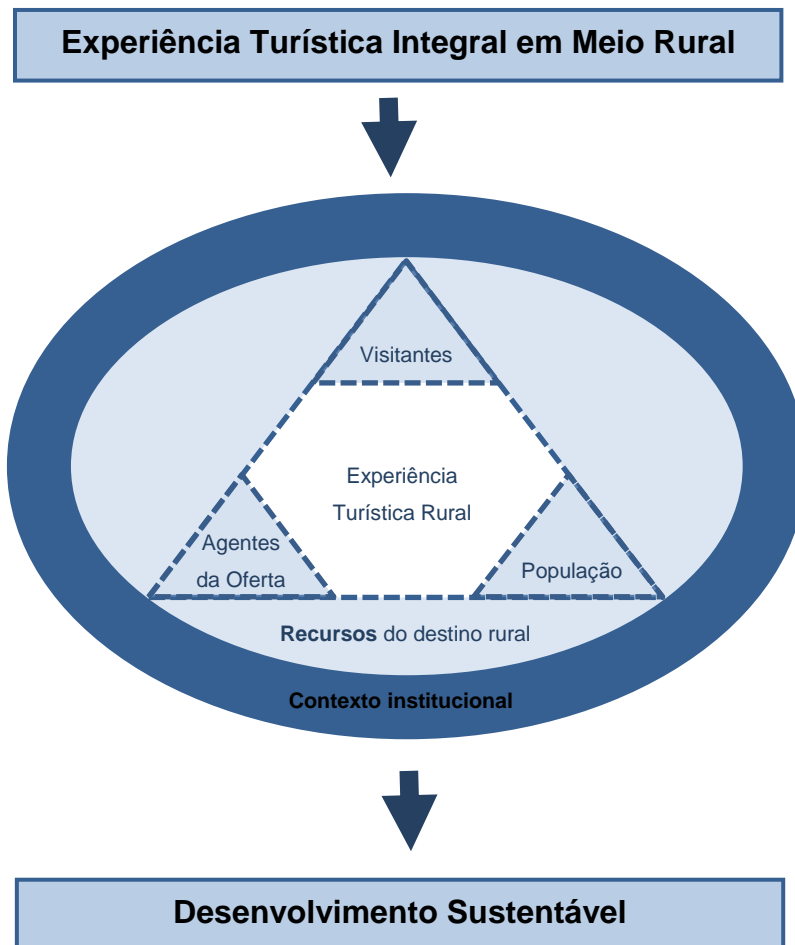 Experiência Turística Integral em Meio Rural
Visitantes
Experiência
Turística Rural
Agentes
da Oferta
População
Recursos do destino rural
Contexto institucional
Desenvolvimento Sustentável